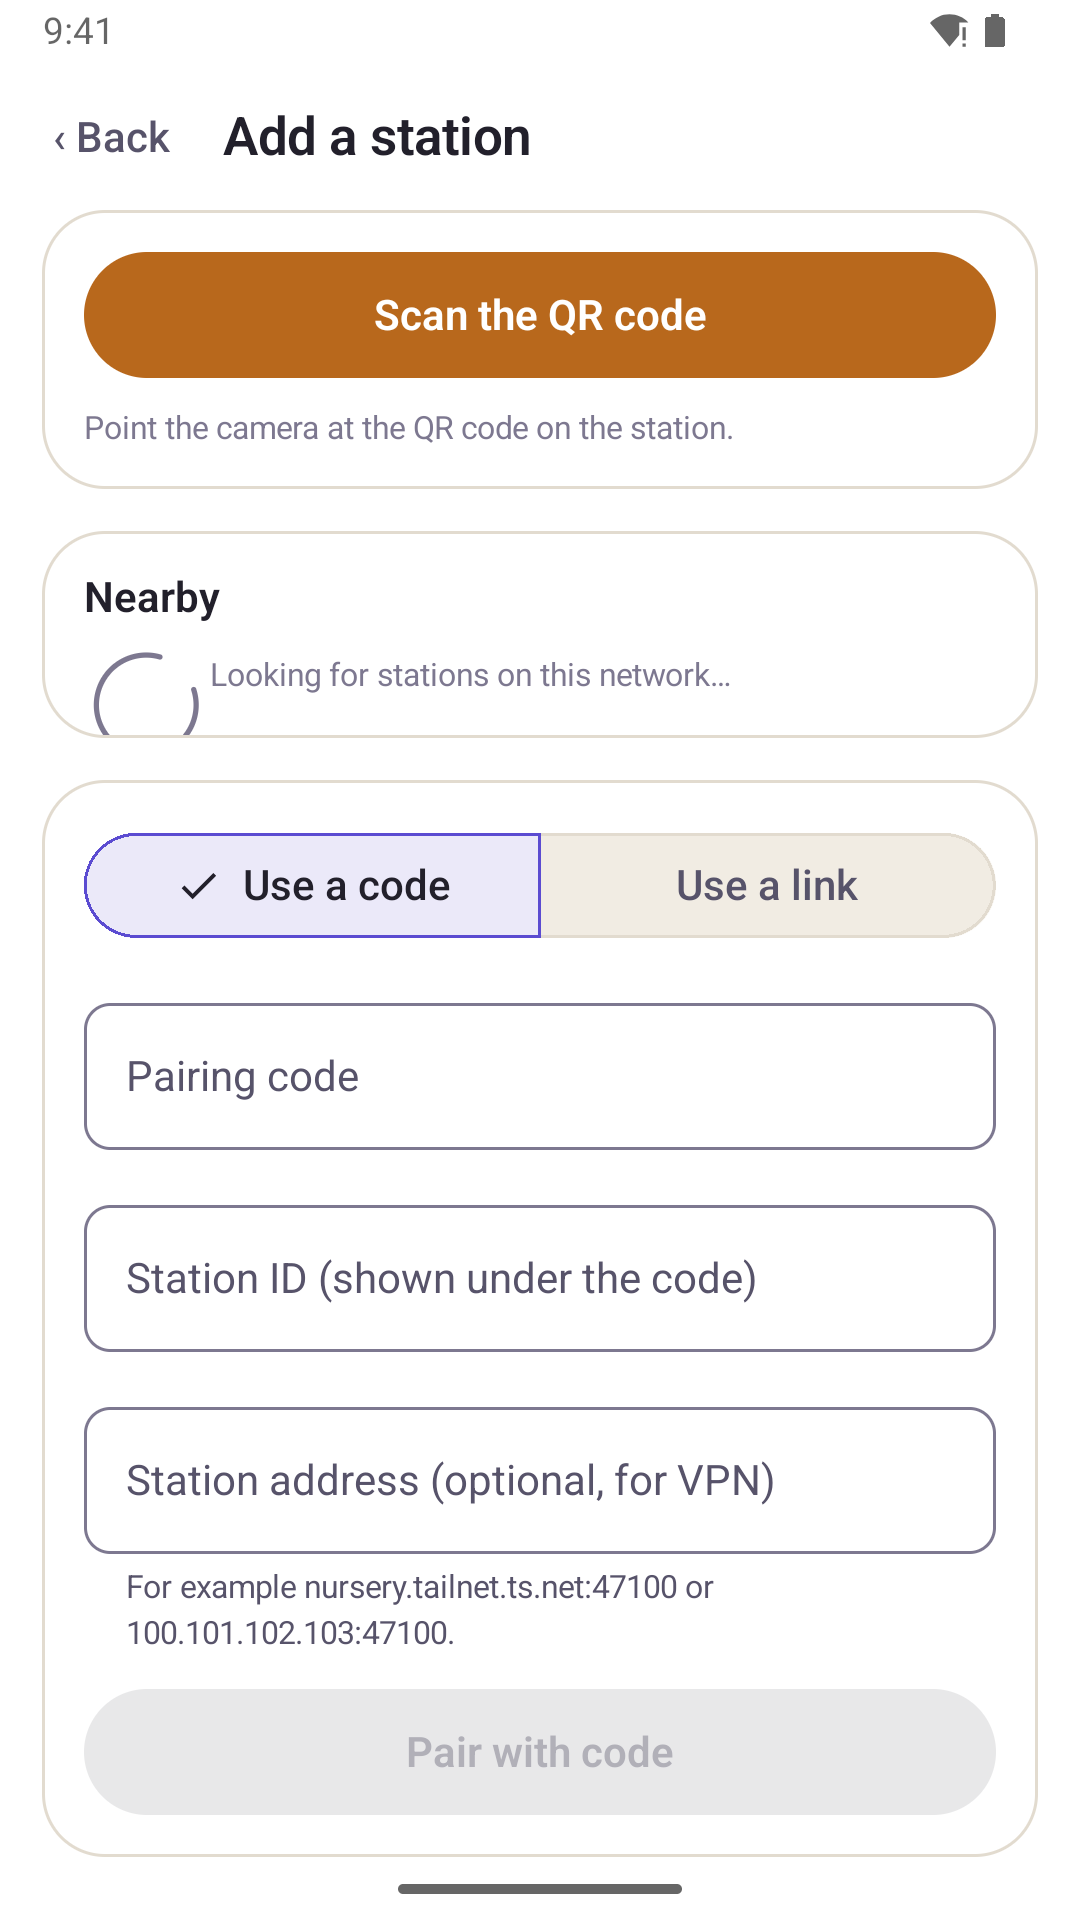 9:41
‹ Back
Add a station
Scan the QR code
Point the camera at the QR code on the station.
Nearby
Looking for stations on this network...
Use a code
Use a link
Pairing code
Station ID (shown under the code)
Station address (optional, for VPN)
For example nursery.tailnet.ts.net:47100 or
100.101.102.103:47100.
Pair with code